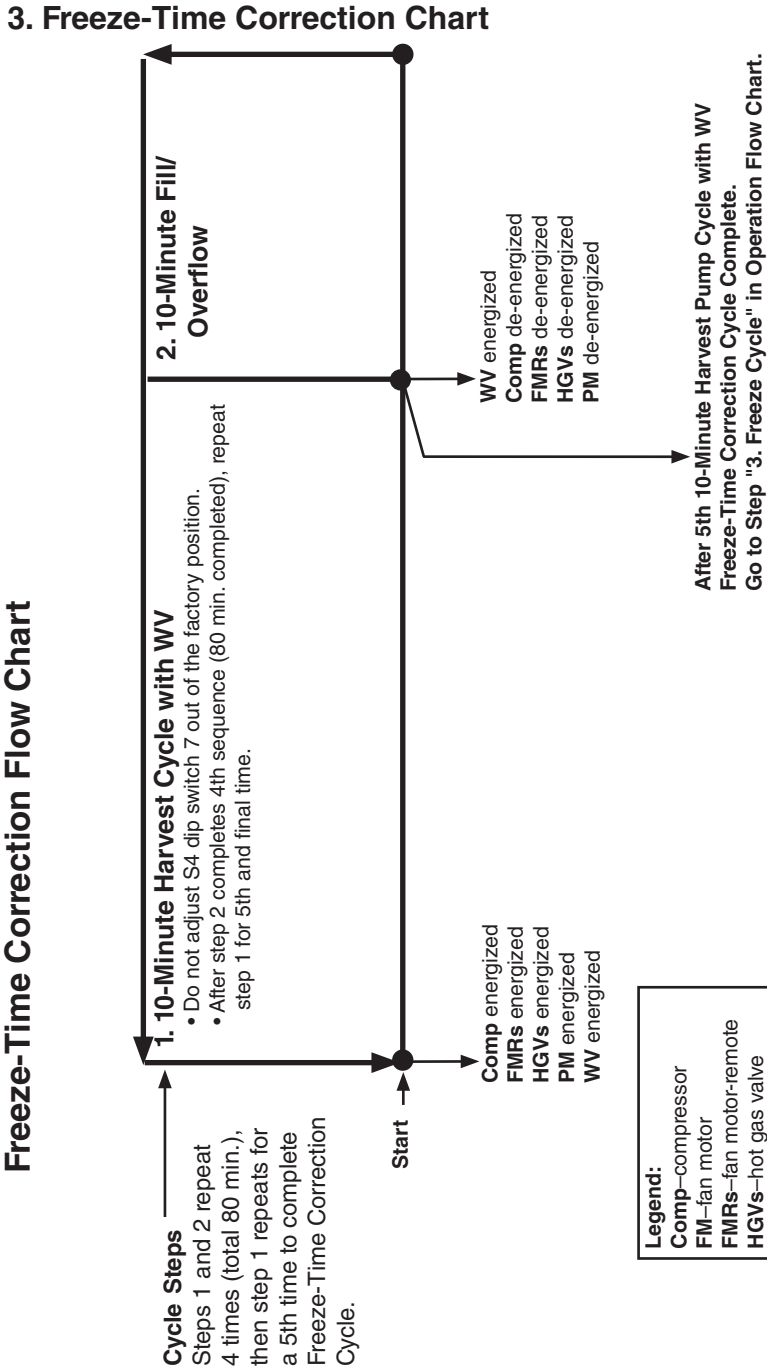 3. Freeze-Time Correction Chart
Freeze-Time Correction Flow Chart
Cycle Steps
Steps 1 and 2 repeat
4 times (total 80 min.),
then step 1 repeats for
a 5th time to complete
Freeze-Time Correction
Cycle.
1. 10-Minute Harvest Cycle with WV
• Do not adjust S4 dip switch 7 out of the factory position.
• After step 2 completes 4th sequence (80 min. completed), repeat
step 1 for 5th and final time.
2. 10-Minute Fill/
Overflow
Start
Comp energized
FMRs energized
HGVs energized
PM energized
WV energized
WV energized
Comp de-energized
FMRs de-energized
HGVs de-energized
PM de-energized
After 5th 10-Minute Harvest Pump Cycle with WV
Freeze-Time Correction Cycle Complete.
Go to Step "3. Freeze Cycle" in Operation Flow Chart.
Legend:
Comp–compressor
FM–fan motor
FMRs–fan motor-remote
HGVs–hot gas valve